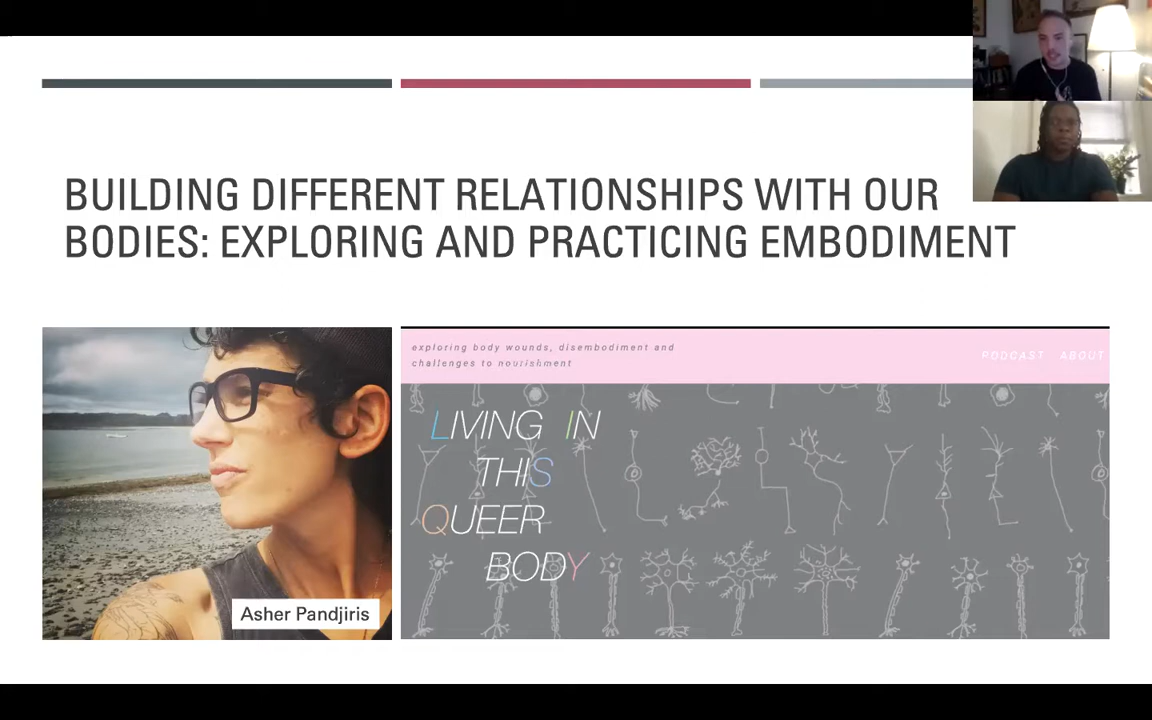 BUILDING DIFFERENT RELATIONSHIPS WITH OUR
BODIES: EXPLORING AND PRACTICING EMBODIMENT
Asher Pandjiris
exploring body wounds, disembodiment and
challenges to nourishment
PODCAST ABOUT
LIVING IN
THIS
QUEER
BODY